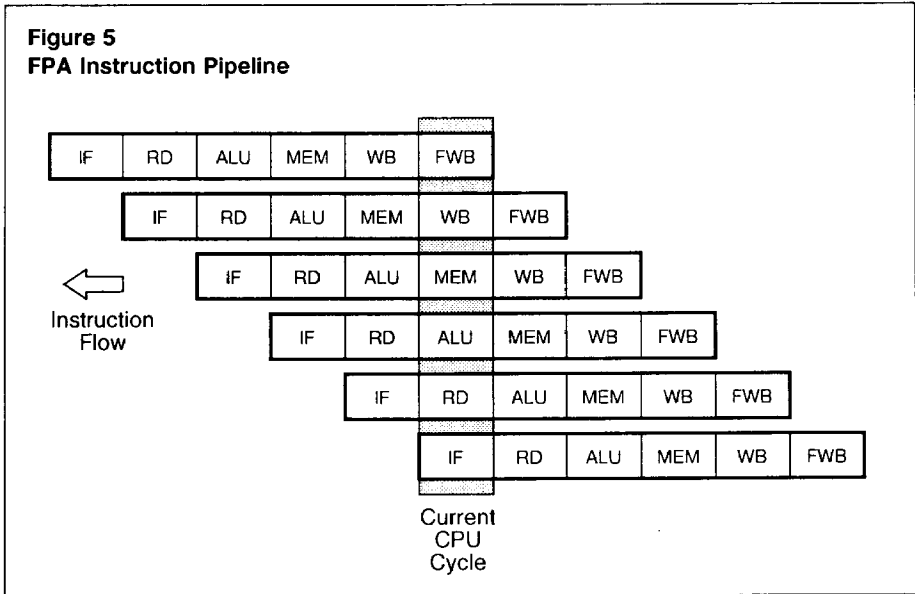 Figure 5
FPA Instruction Pipeline
IF RD ALU MEM WB FWB
IF RD ALU MEM WB FWB
IF RD ALU MEM WB FWB
IF RD ALU MEM WB FWB
IF RD ALU MEM WB FWB
IF RD ALU MEM WB FWB
Instruction
Flow
Current
CPU
Cycle